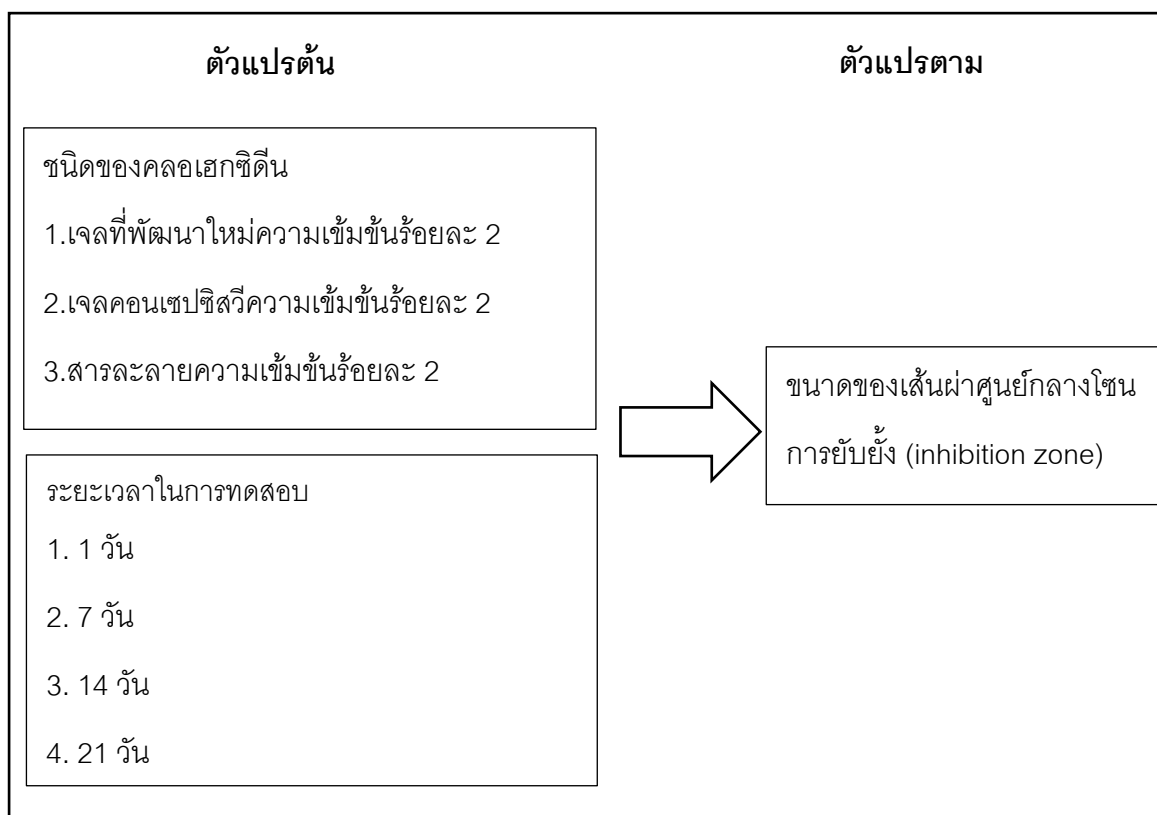 ตัวแปรต้น
ตัวแปรตาม
ชนิดของคลอเฮกซิดีน
1.เจลที่พัฒนาใหม่ความเข้มข้นร้อยละ 2
2.เจลคอนเซปซิสวีความเข้มข้นร้อยละ 2
3.สารละลายความเข้มข้นร้อยละ 2
ระยะเวลาในการทดสอบ
1. 1 วัน
2. 7 วัน
3. 14 วัน
4. 21 วัน
ขนาดของเส้นผ่าศูนย์กลางโซน
การยับยั้ง (inhibition zone)